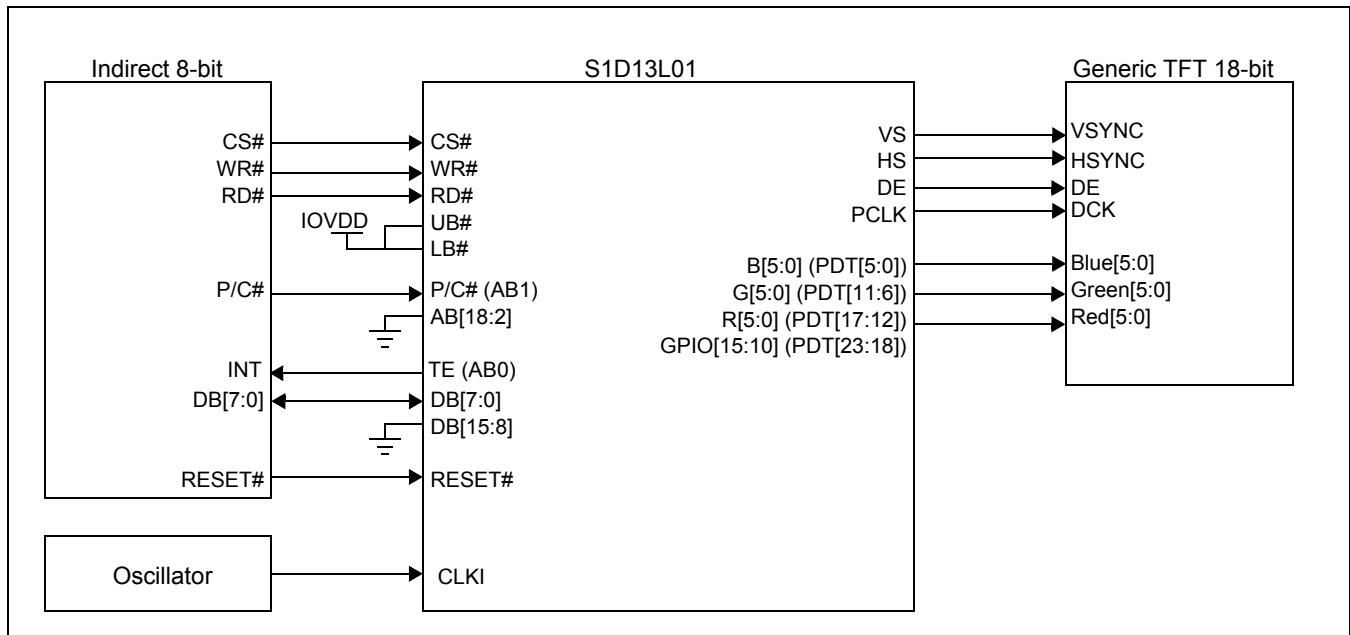 Indirect 8-bit
CS#
WR#
RD#
IOVDD
P/C#
INT
DB[7:0]
RESET#
Oscillator
S1D13L01
CS#
WR#
RD#
UB#
LB#
P/C# (AB1)
AB[18:2]
TE (AB0)
DB[7:0]
DB[15:8]
RESET#
CLKI
VS
HS
DE
PCLK
B[5:0] (PDT[5:0])
G[5:0] (PDT[11:6])
R[5:0] (PDT[17:12])
GPIO[15:10] (PDT[23:18])
Generic TFT 18-bit
VSYNC
HSYNC
DE
DCK
Blue[5:0]
Green[5:0]
Red[5:0]